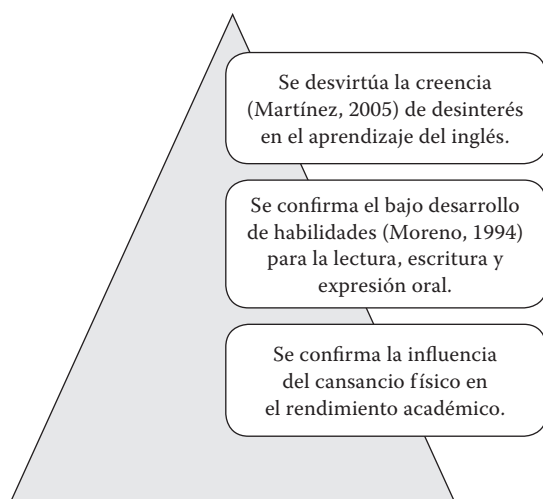 Se desvirtúa la creencia
(Martínez, 2005) de desinterés
en el aprendizaje del inglés.
Se confirma el bajo desarrollo
de habilidades (Moreno, 1994)
para la lectura, escritura y
expresión oral.
Se confirma la influencia
del cansancio físico en
el rendimiento académico.